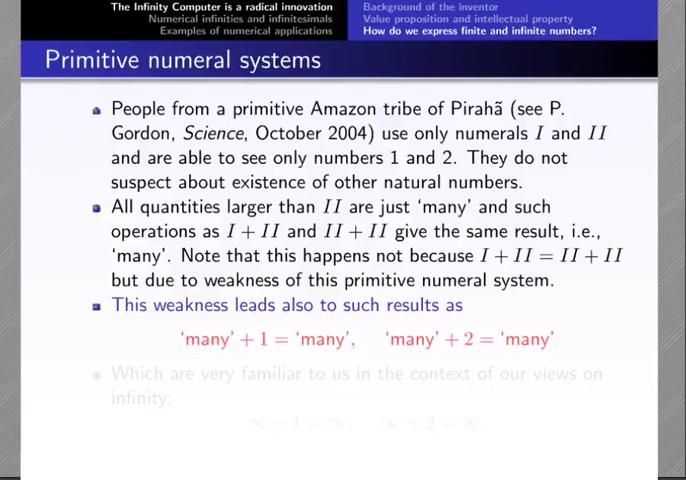 The Infinity Computer is a radical innovation
Numerical infinities and infinitesimals
Examples of numerical applications
Background of the inventor
Value proposition and intellectual property
How do we express finite and infinite numbers?
Primitive numeral systems
People from a primitive Amazon tribe of Pirahã (see P.
Gordon, Science, October 2004) use only numerals I and II
and are able to see only numbers 1 and 2. They do not
suspect about existence of other natural numbers.
All quantities larger than II are just ‘many’ and such
operations as I + II and II + II give the same result, i.e.,
‘many’. Note that this happens not because I + II = II + II
but due to weakness of this primitive numeral system.
This weakness leads also to such results as
‘many’ + 1 = ‘many’, ‘many’ + 2 = ‘many’
Which are very familiar to us in the context of our views on
infinity:
∞ + 1 = ∞, ∞ + 2 = ∞.